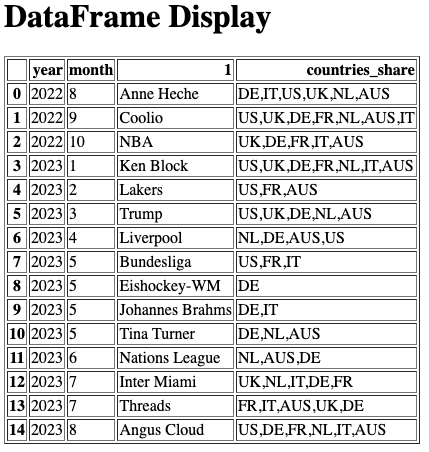 DataFrame Display
year month 1 countries_share
0 2022 8 Anne Heche DE,IT,US,UK,NL,AUS
1 2022 9 Coolio US,UK,DE,FR,NL,AUS,IT
2 2022 10 NBA UK,DE,FR,IT,AUS
3 2023 1 Ken Block US,UK,DE,FR,NL,IT,AUS
4 2023 2 Lakers US,FR,AUS
5 2023 3 Trump US,UK,DE,NL,AUS
6 2023 4 Liverpool NL,DE,AUS,US
7 2023 5 Bundesliga US,FR,IT
8 2023 5 Eishockey-WM DE
9 2023 5 Johannes Brahms DE,IT
10 2023 5 Tina Turner DE,NL,AUS
11 2023 6 Nations League NL,AUS,DE
12 2023 7 Inter Miami UK,NL,IT,DE,FR
13 2023 7 Threads FR,IT,AUS,UK,DE
14 2023 8 Angus Cloud US,DE,FR,NL,IT,AUS